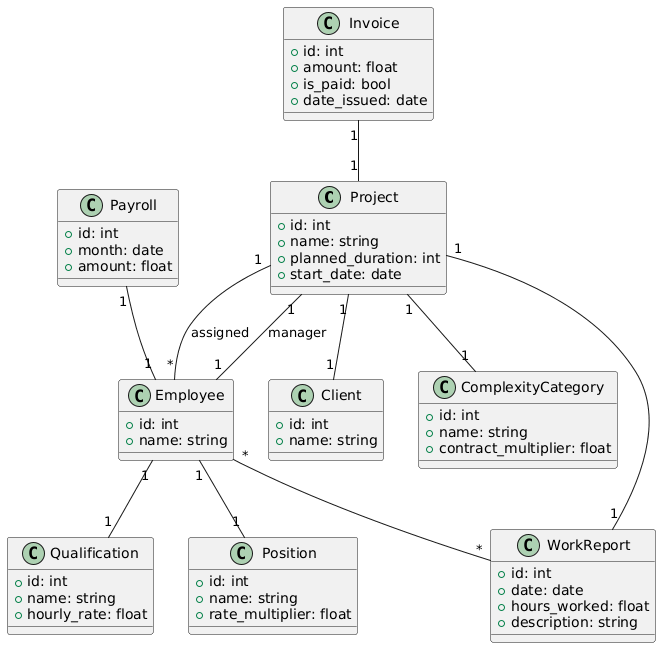 C Invoice
id: int
amount: float
is_paid: bool
date_issued: date
1
1
C Payroll
id: int
month: date
amount: float
C Project
id: int
name: string
planned_duration: int
start_date: date
1
1
1
1
1
1
assigned
manager
1
*
1
1
1
C Employee
id: int
name: string
C Client
id: int
name: string
C ComplexityCategory
id: int
name: string
contract_multiplier: float
1
1
*
1
1
*
1
C Qualification
id: int
name: string
hourly_rate: float
C Position
id: int
name: string
rate_multiplier: float
C WorkReport
id: int
date: date
hours_worked: float
description: string